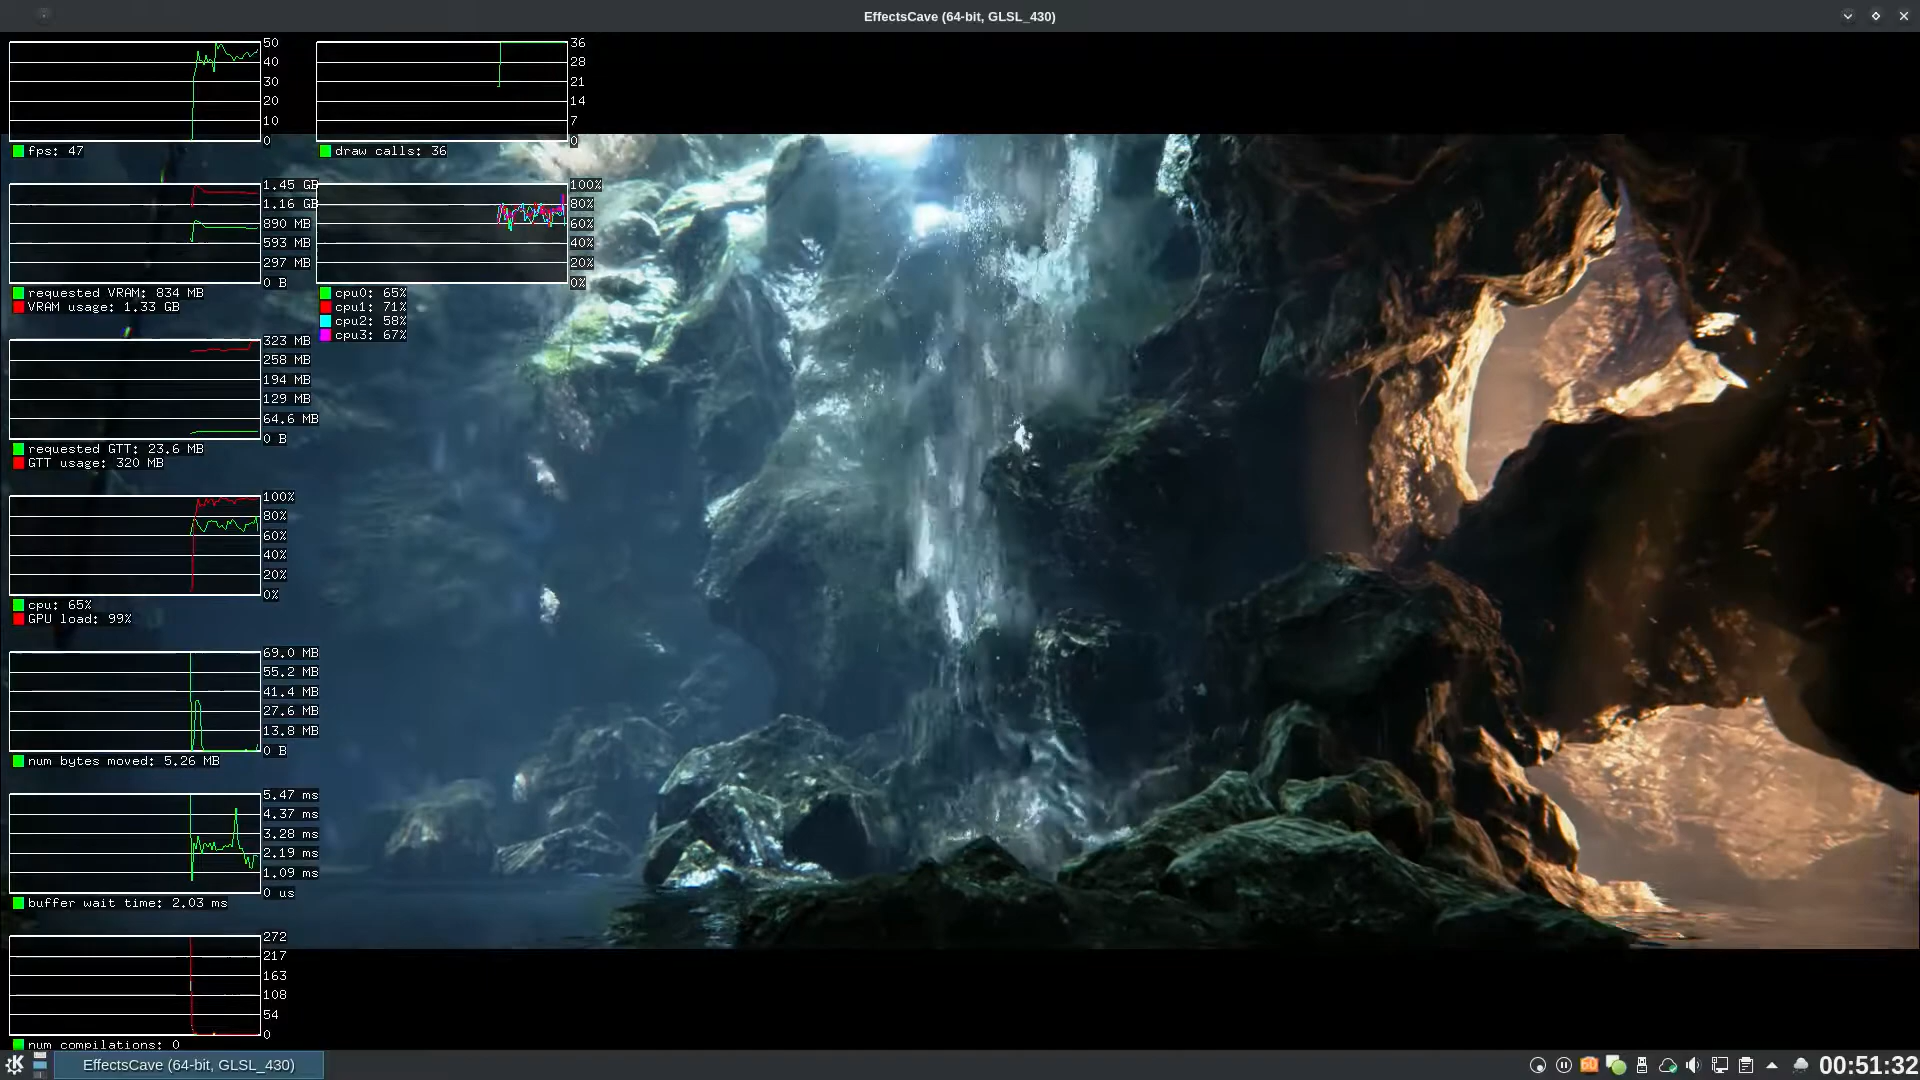 EffectsCave (64-bit, GLSL_430)
50
40
30
20
10
0
fps: 47
36
28
21
14
7
0
draw calls: 36
1.45 GB
1.16 GB
890 MB
593 MB
297 MB
0 B
requested VRAM: 834 MB
VRAM usage: 1.33 GB
100%
80%
60%
40%
20%
0%
cpu0: 65%
cpu1: 71%
cpu2: 58%
cpu3: 67%
323 MB
258 MB
194 MB
129 MB
64.6 MB
0 B
requested GTT: 23.6 MB
GTT usage: 320 MB
100%
80%
60%
40%
20%
0%
cpu: 65%
GPU load: 99%
69.0 MB
55.2 MB
41.4 MB
27.6 MB
13.8 MB
0 B
num bytes moved: 5.26 MB
5.47 ms
4.37 ms
3.28 ms
2.19 ms
1.09 ms
0 us
buffer wait time: 2.03 ms
272
217
163
108
54
0
num compilations: 0
EffectsCave (64-bit, GLSL_430)
60
00:51:32